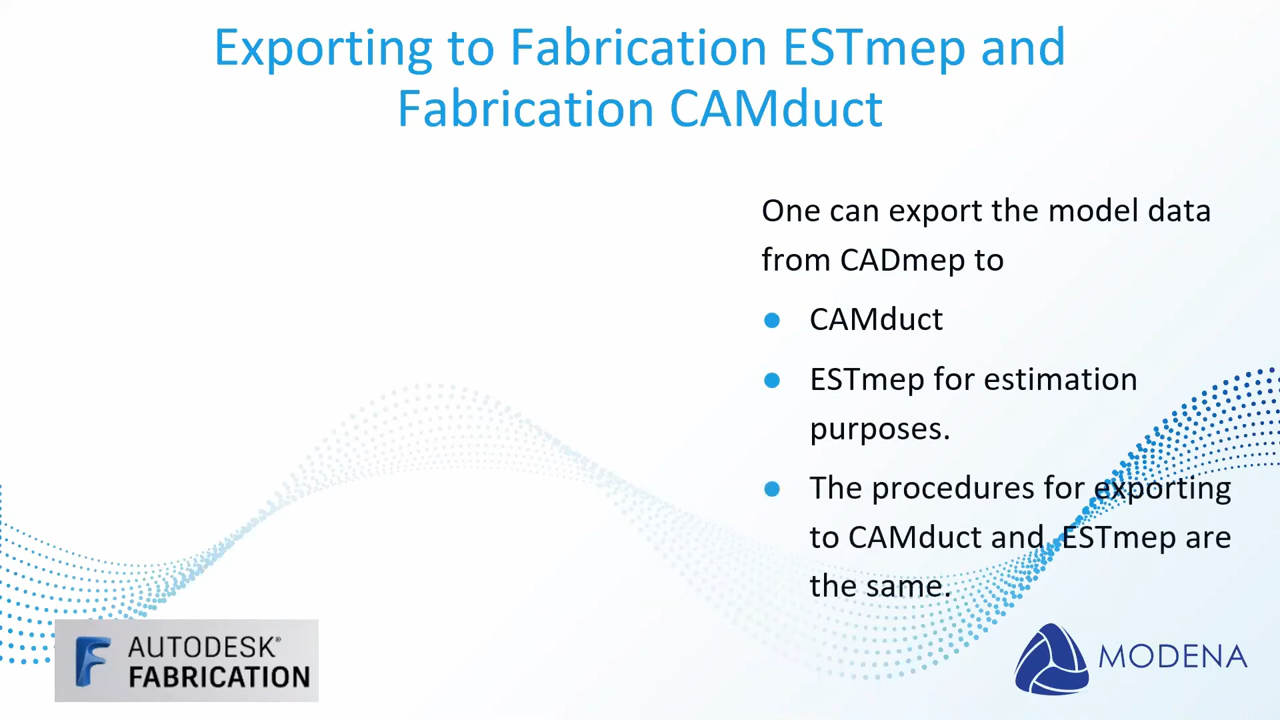 Exporting to Fabrication ESTmep and
Fabrication CAMduct
One can export the model data
from CADmep to
● CAMduct
● ESTmep for estimation
purposes.
● The procedures for exporting
to CAMduct and ESTmep are
the same.
AUTODESK®
FABRICATION
MODENA